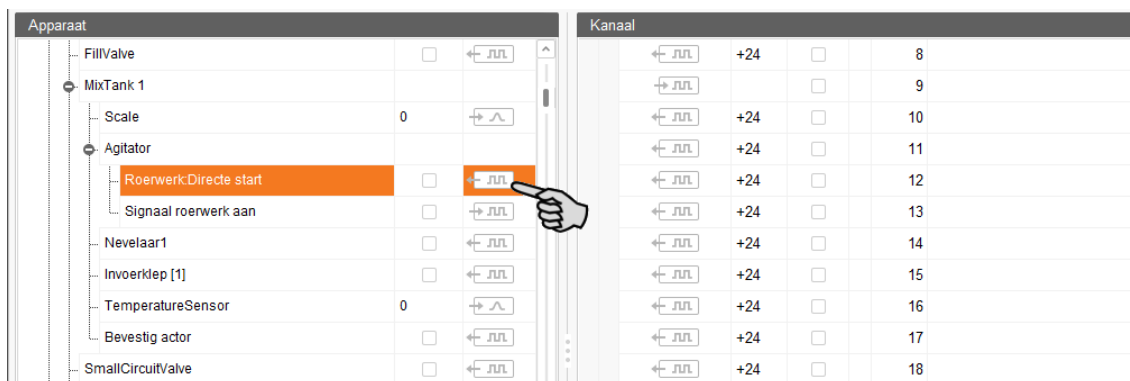 Apparaat Kanaal
FillValve +24 8
MixTank 1 9
Scale 0 +24 10
Agitator +24 11
Roerwerk:Directe start +24 12
Signaal roerwerk aan +24 13
Nevelaar1 +24 14
Invoerklep [1] +24 15
TemperatureSensor 0 +24 16
Bevestig actor +24 17
SmallCircuitValve +24 18